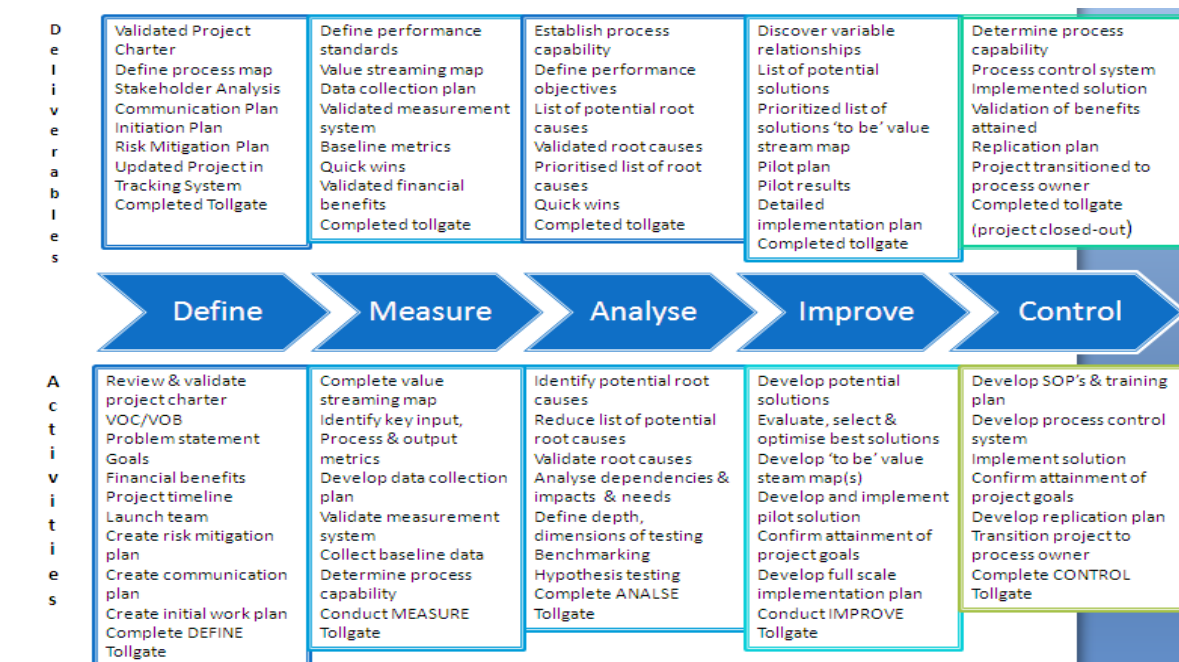 Deliverables
Validated Project
Charter
Define process map
Stakeholder Analysis
Communication Plan
Initiation Plan
Risk Mitigation Plan
Updated Project in
Tracking System
Completed Tollgate
Define performance
standards
Value streaming map
Data collection plan
Validated measurement
system
Baseline metrics
Quick wins
Validated financial
benefits
Completed tollgate
Establish process
capability
Define performance
objectives
List of potential root
causes
Validated root causes
Prioritised list of root
causes
Quick wins
Completed tollgate
Discover variable
relationships
List of potential
solutions
Prioritized list of
solutions ‘to be’ value
stream map
Pilot plan
Pilot results
Detailed
implementation plan
Completed tollgate
Determine process
capability
Process control system
Implemented solution
Validation of benefits
attained
Replication plan
Project transitioned to
process owner
Completed tollgate
(project closed-out)
Define
Measure
Analyse
Improve
Control
Activities
Review & validate
project charter
VOC/VOB
Problem statement
Goals
Financial benefits
Project timeline
Launch team
Create risk mitigation
plan
Create communication
plan
Create initial work plan
Complete DEFINE
Tollgate
Complete value
streaming map
Identify key input,
Process & output
metrics
Develop data collection
plan
Validate measurement
system
Collect baseline data
Determine process
capability
Conduct MEASURE
Tollgate
Identify potential root
causes
Reduce list of potential
root causes
Validate root causes
Analyse dependencies &
impacts & needs
Define depth,
dimensions of testing
Benchmarking
Hypothesis testing
Complete ANALSE
Tollgate
Develop potential
solutions
Evaluate, select &
optimise best solutions
Develop ‘to be’ value
steam map(s)
Develop and implement
pilot solution
Confirm attainment of
project goals
Develop full scale
implementation plan
Conduct IMPROVE
Tollgate
Develop SOP’s & training
plan
Develop process control
system
Implement solution
Confirm attainment of
project goals
Develop replication plan
Transition project to
process owner
Complete CONTROL
Tollgate